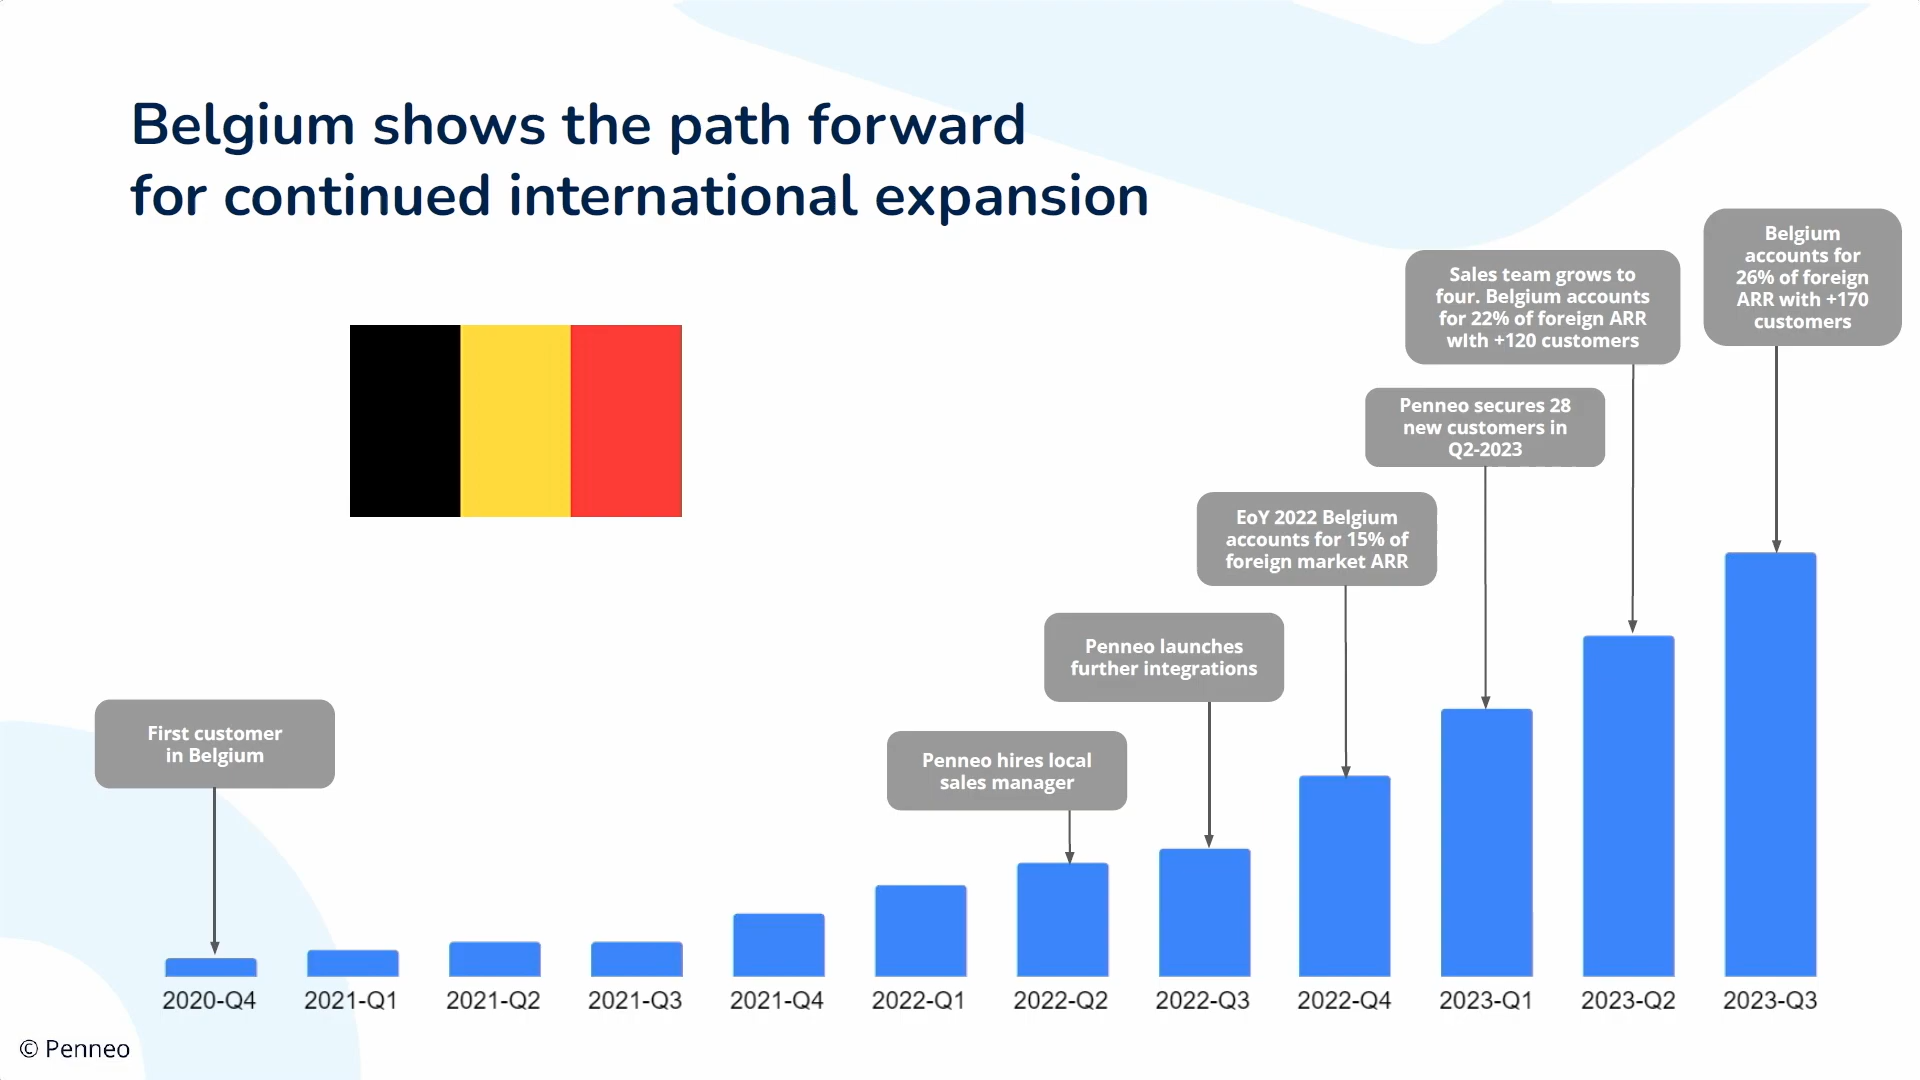 Belgium shows the path forward
for continued international expansion
First customer
in Belgium
Penneo hires local
sales manager
Penneo launches
further integrations
EoY 2022 Belgium
accounts for 15% of
foreign market ARR
Penneo secures 28
new customers in
Q2-2023
Sales team grows to
four. Belgium accounts
for 22% of foreign ARR
with +120 customers
Belgium
accounts for
26% of foreign
ARR with +170
customers
2020-Q4
2021-Q1
2021-Q2
2021-Q3
2021-Q4
2022-Q1
2022-Q2
2022-Q3
2022-Q4
2023-Q1
2023-Q2
2023-Q3
© Penneo